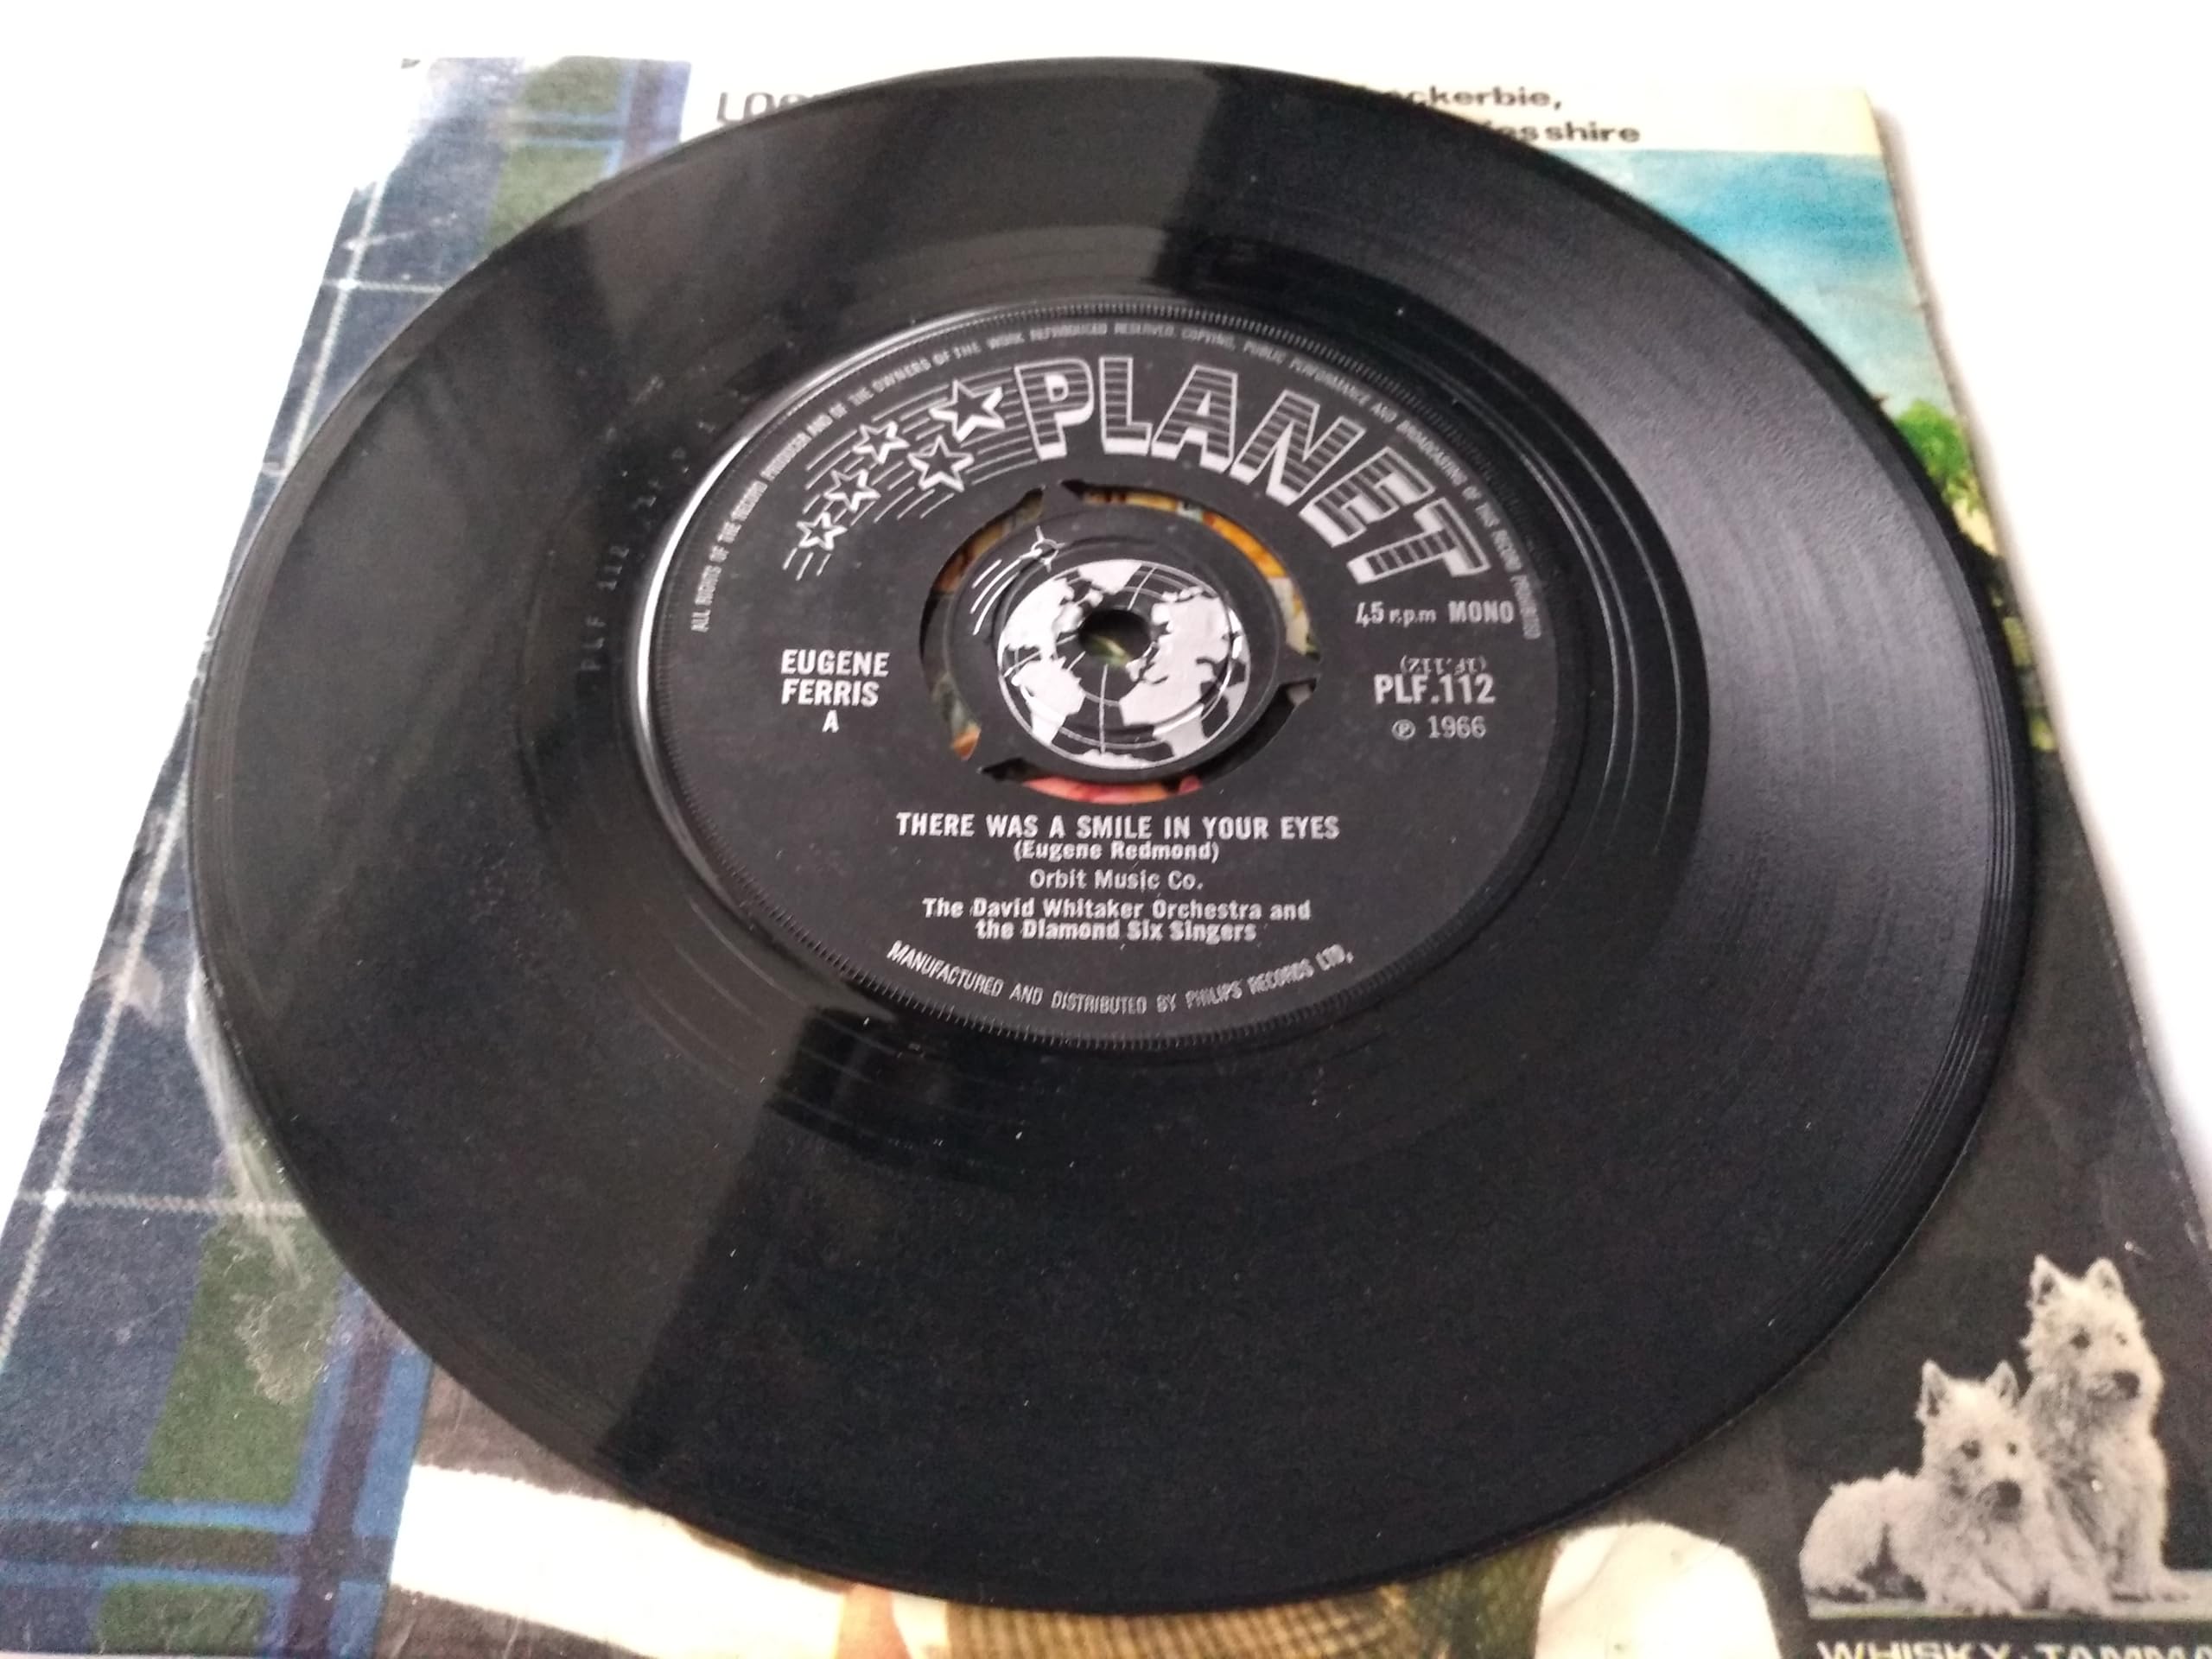 ALL RIGHTS OF THE RECORD PRODUCER AND OF THE OWNERS OF THE WORK REPRODUCED RESERVED. COPYING, PUBLIC PERFORMANCE AND BROADCASTING OF THIS RECORD PROHIBITED
PLANET
45 r.p.m MONO
EUGENE
FERRIS
A
(1F.112)
PLF.112
℗ 1966
THERE WAS A SMILE IN YOUR EYES
(Eugene Redmond)
Orbit Music Co.
The David Whitaker Orchestra and
the Diamond Six Singers
MANUFACTURED AND DISTRIBUTED BY PHILIPS RECORDS LTD.
PLF 112
WHISKY·TAMMA